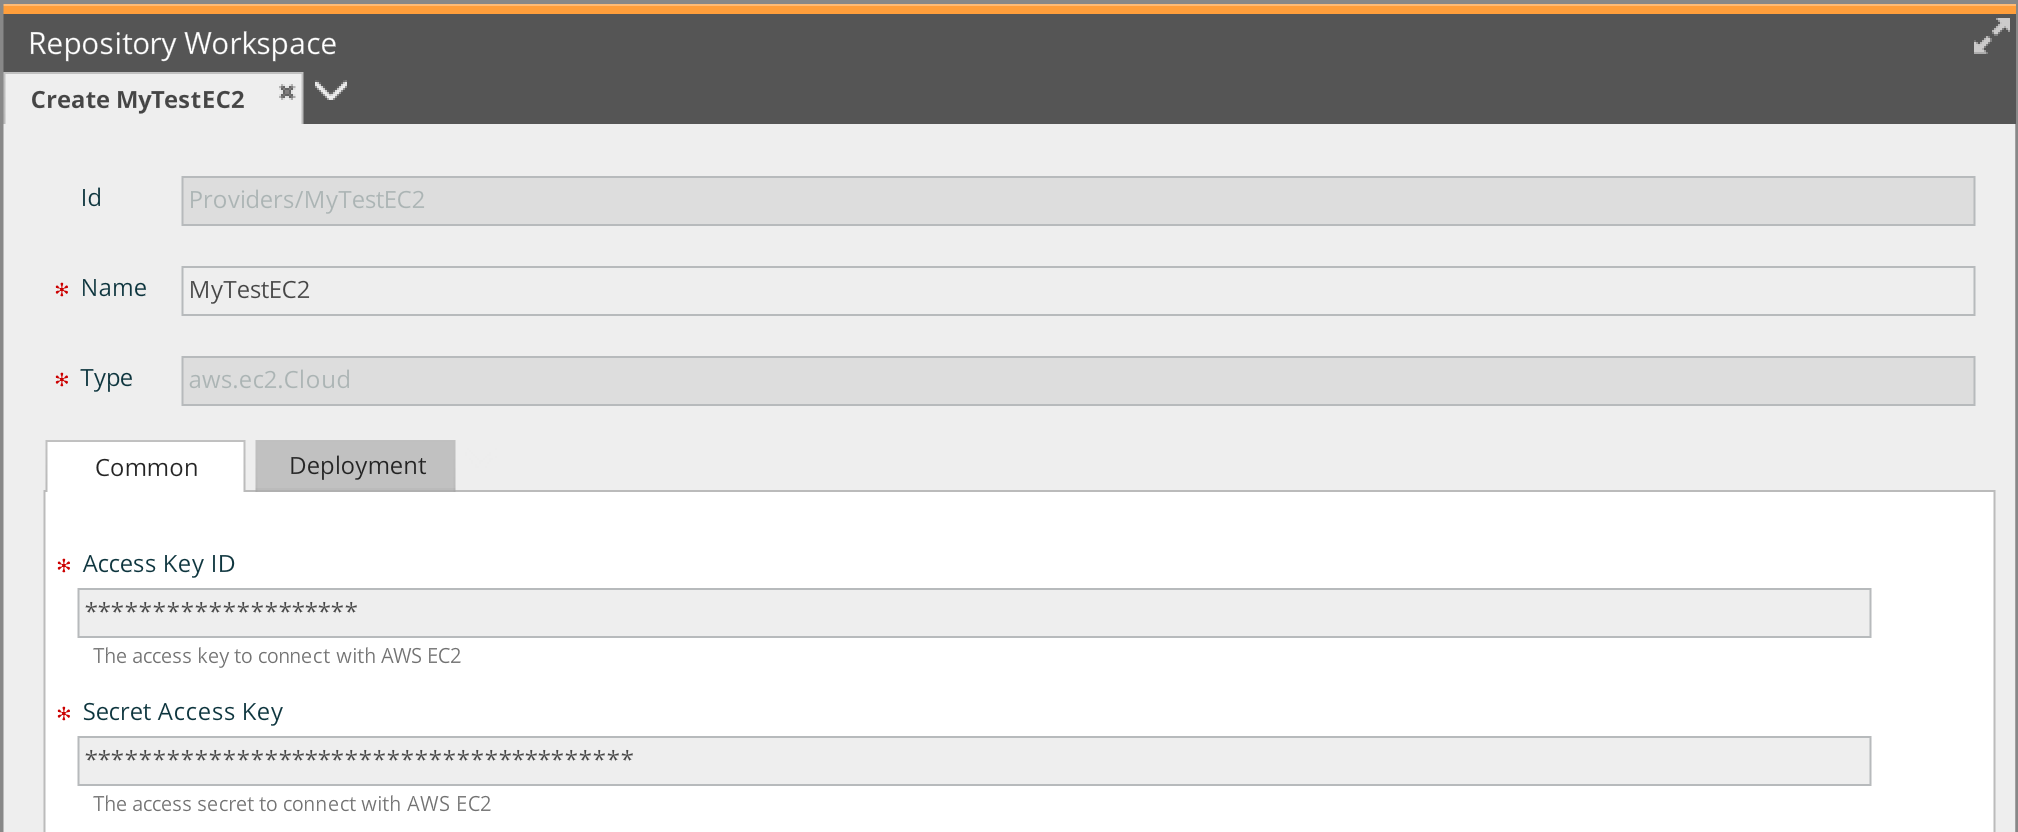 Repository Workspace
Create MyTestEC2
Id Providers/MyTestEC2
* Name MyTestEC2
* Type aws.ec2.Cloud
Common Deployment
* Access Key ID
********************
The access key to connect with AWS EC2
* Secret Access Key
****************************************
The access secret to connect with AWS EC2